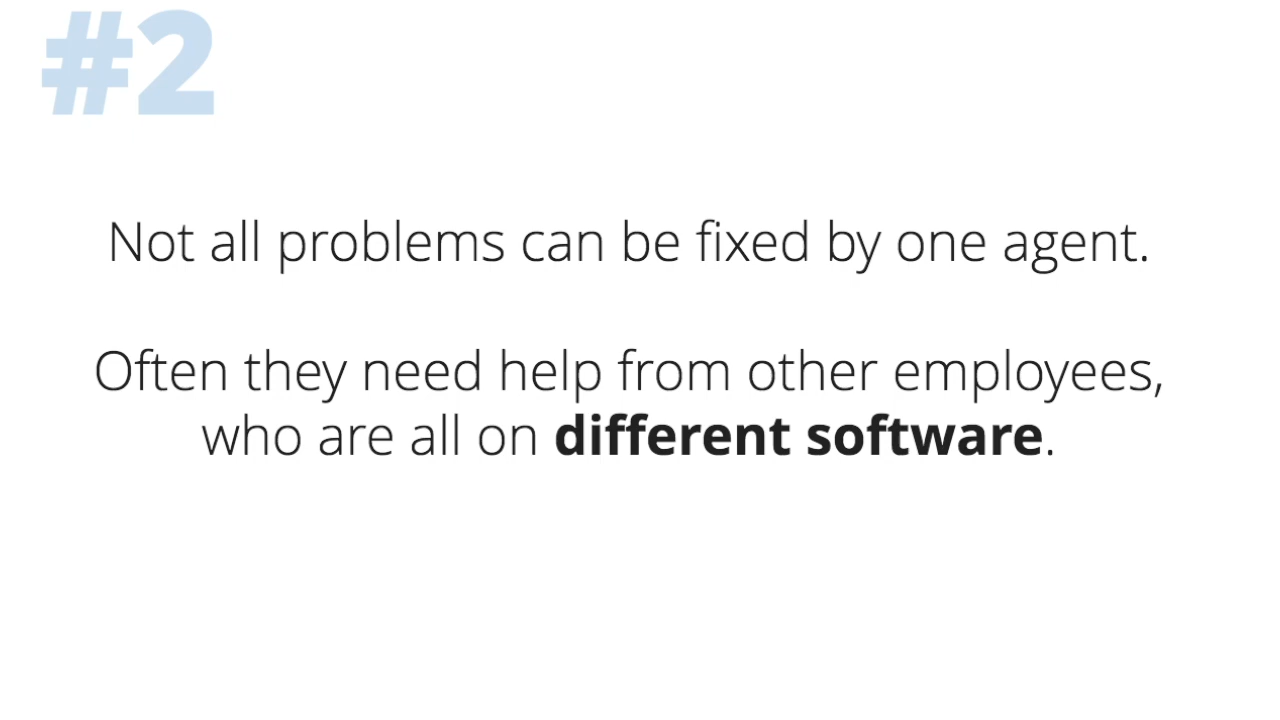 #2
Not all problems can be fixed by one agent.
Often they need help from other employees,
who are all on different software.